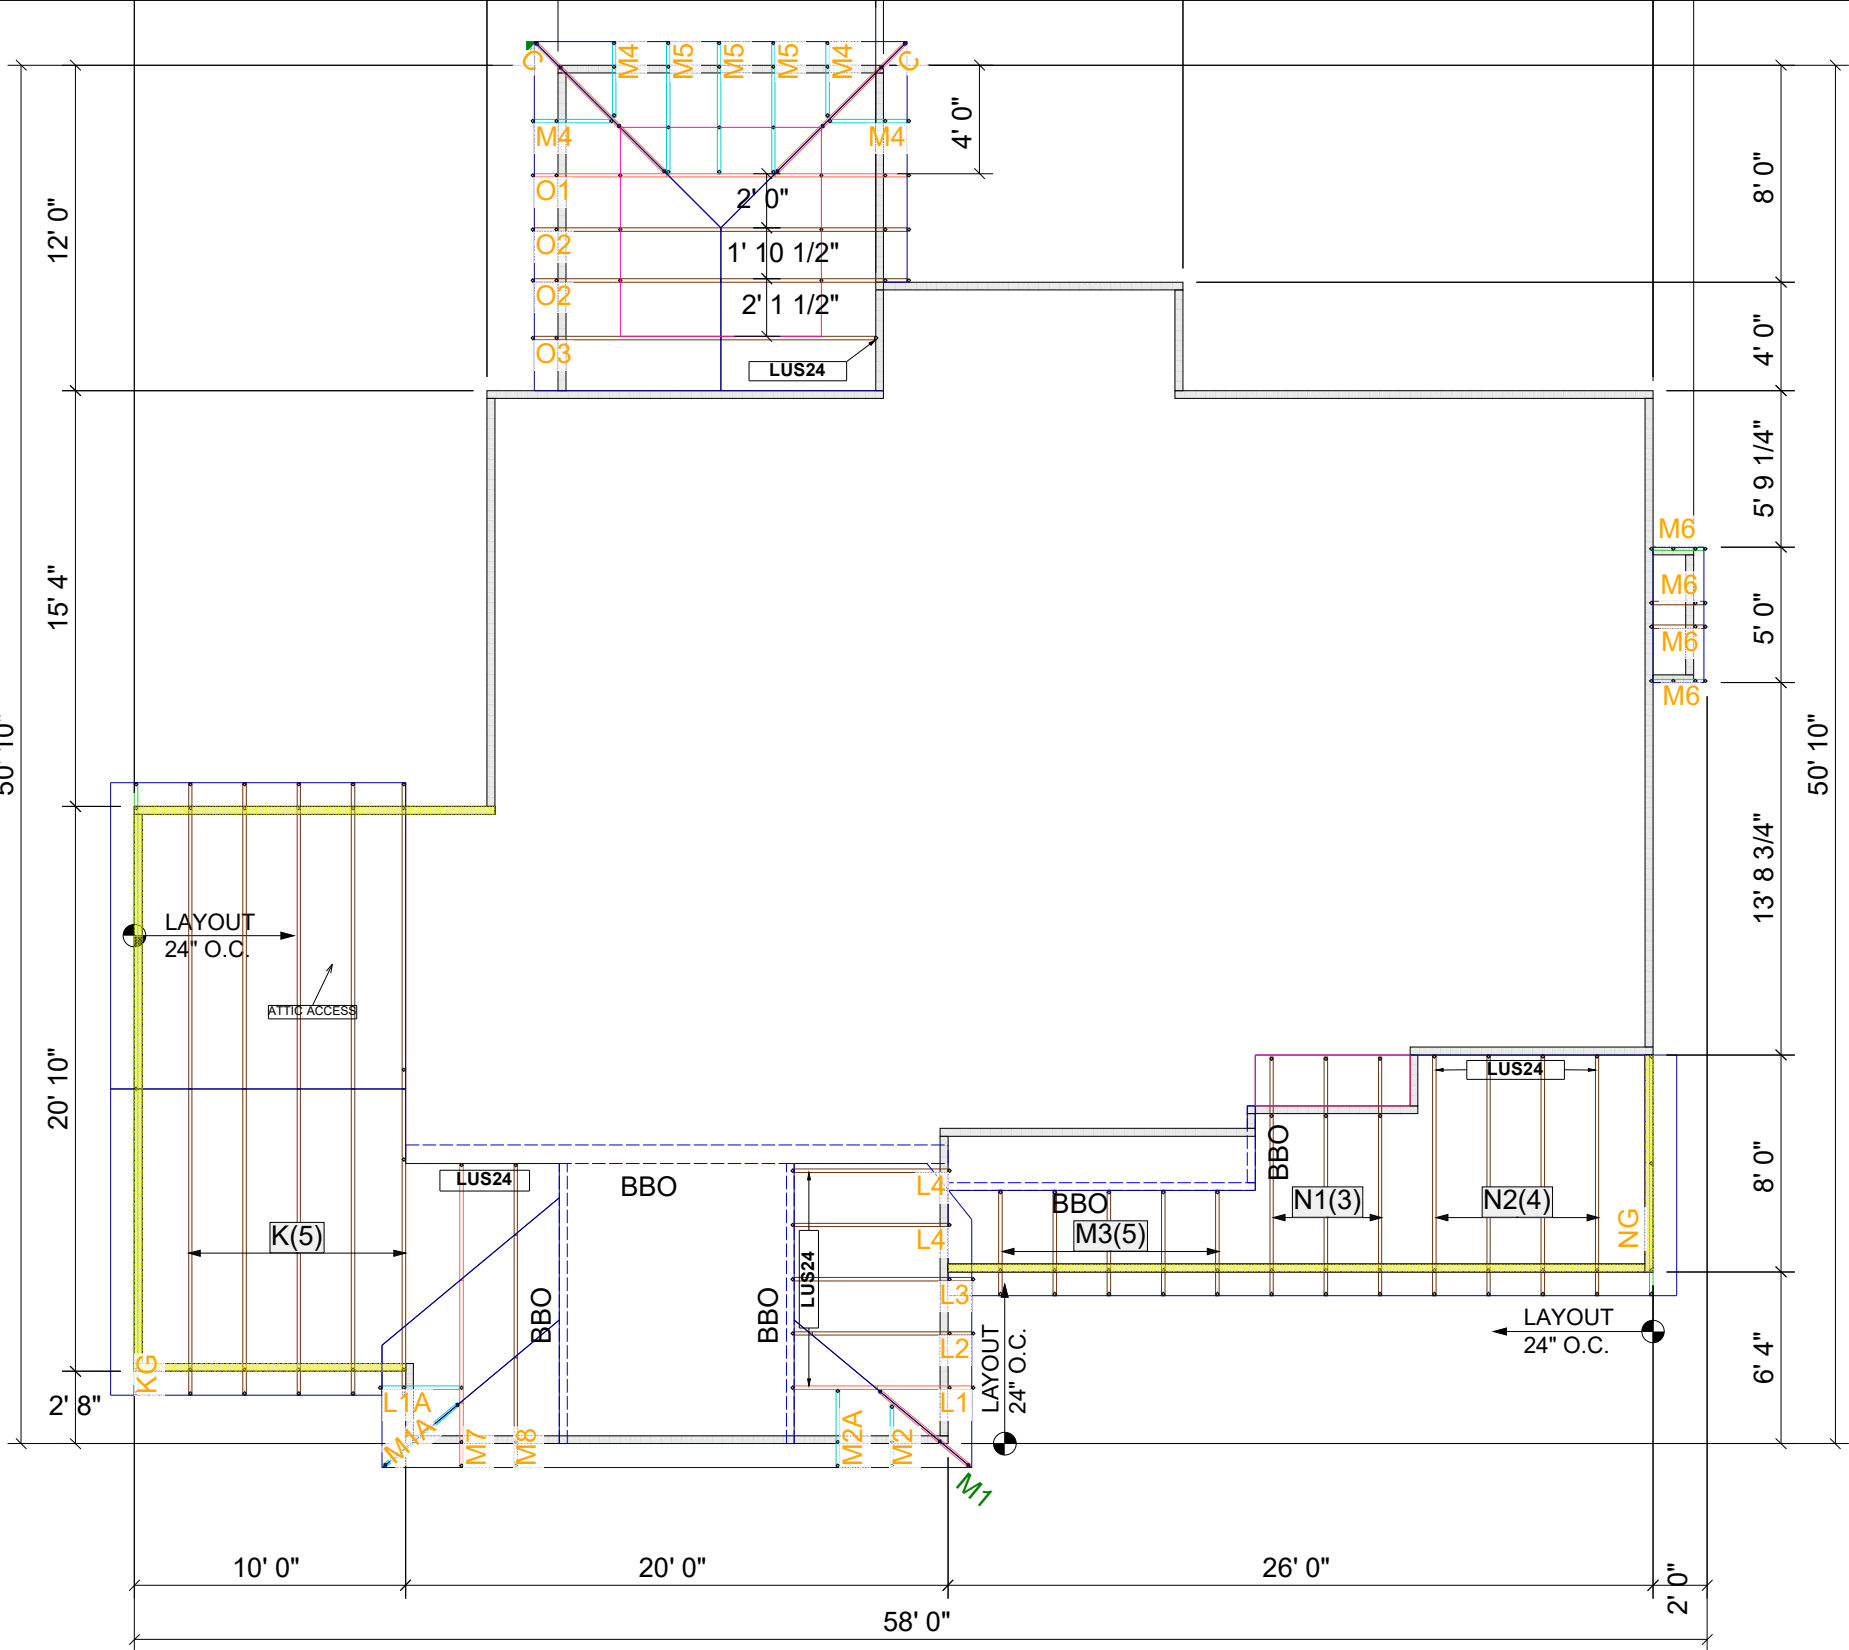 C
M4
M5
M5
M5
M4
C
M4
M4
4' 0"
8' 0"
12' 0"
O1
2' 0"
O2
1' 10 1/2"
O2
2' 1 1/2"
O3
LUS24
4' 0"
5' 9 1/4"
M6
M6
M6
M6
5' 0"
15' 4"
50' 10"
50' 10"
13' 8 3/4"
LAYOUT
24" O.C.
ATTIC ACCESS
20' 10"
K(5)
KG
2' 8"
LUS24
BBO
BBO
BBO
LUS24
L4
L4
L3
L2
L1
L1A
M1A
M7
M8
M2A
M2
M1
LAYOUT
24" O.C.
BBO
M3(5)
BBO
N1(3)
LUS24
N2(4)
NG
8' 0"
LAYOUT
24" O.C.
6' 4"
10' 0"
20' 0"
26' 0"
2' 0"
58' 0"